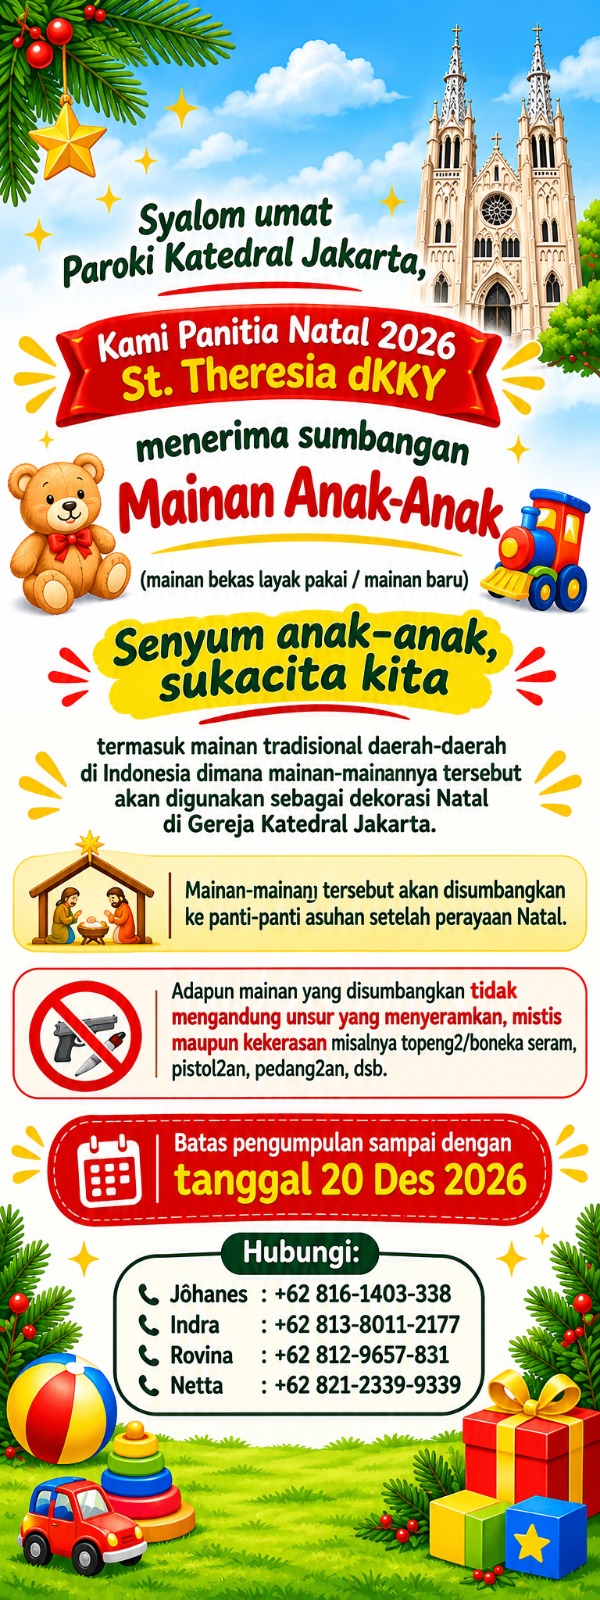 Syalom umat
Paroki Katedral Jakarta,
Kami Panitia Natal 2026
St. Theresia dKKY
menerima sumbangan
Mainan Anak-Anak
(mainan bekas layak pakai / mainan baru)
Senyum anak-anak,
sukacita kita
termasuk mainan tradisional daerah-daerah
di Indonesia dimana mainan-mainannya tersebut
akan digunakan sebagai dekorasi Natal
di Gereja Katedral Jakarta.
tersebut akan disumbangkan
ke panti-panti asuhan setelah perayaan Natal.
Adapun mainan yang disumbangkan tidak
mengandung unsur yang menyeramkan, mistis
maupun kekerasan misalnya topeng2/boneka seram,
pistol2an, pedang2an, dsb.
Batas pengumpulan sampai dengan
tanggal 20 Des 2026
Hubungi:
Jôhanes : +62 816-1403-338
Indra : +62 813-8011-2177
Rovina : +62 812-9657-831
Netta : +62 821-2339-9339